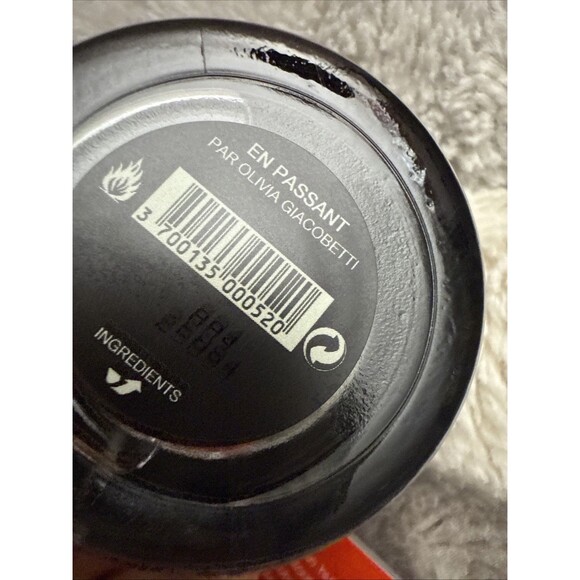 EN PASSANT
PAR OLIVIA GIACOBETTI
3 700135 000520
INGREDIENTS